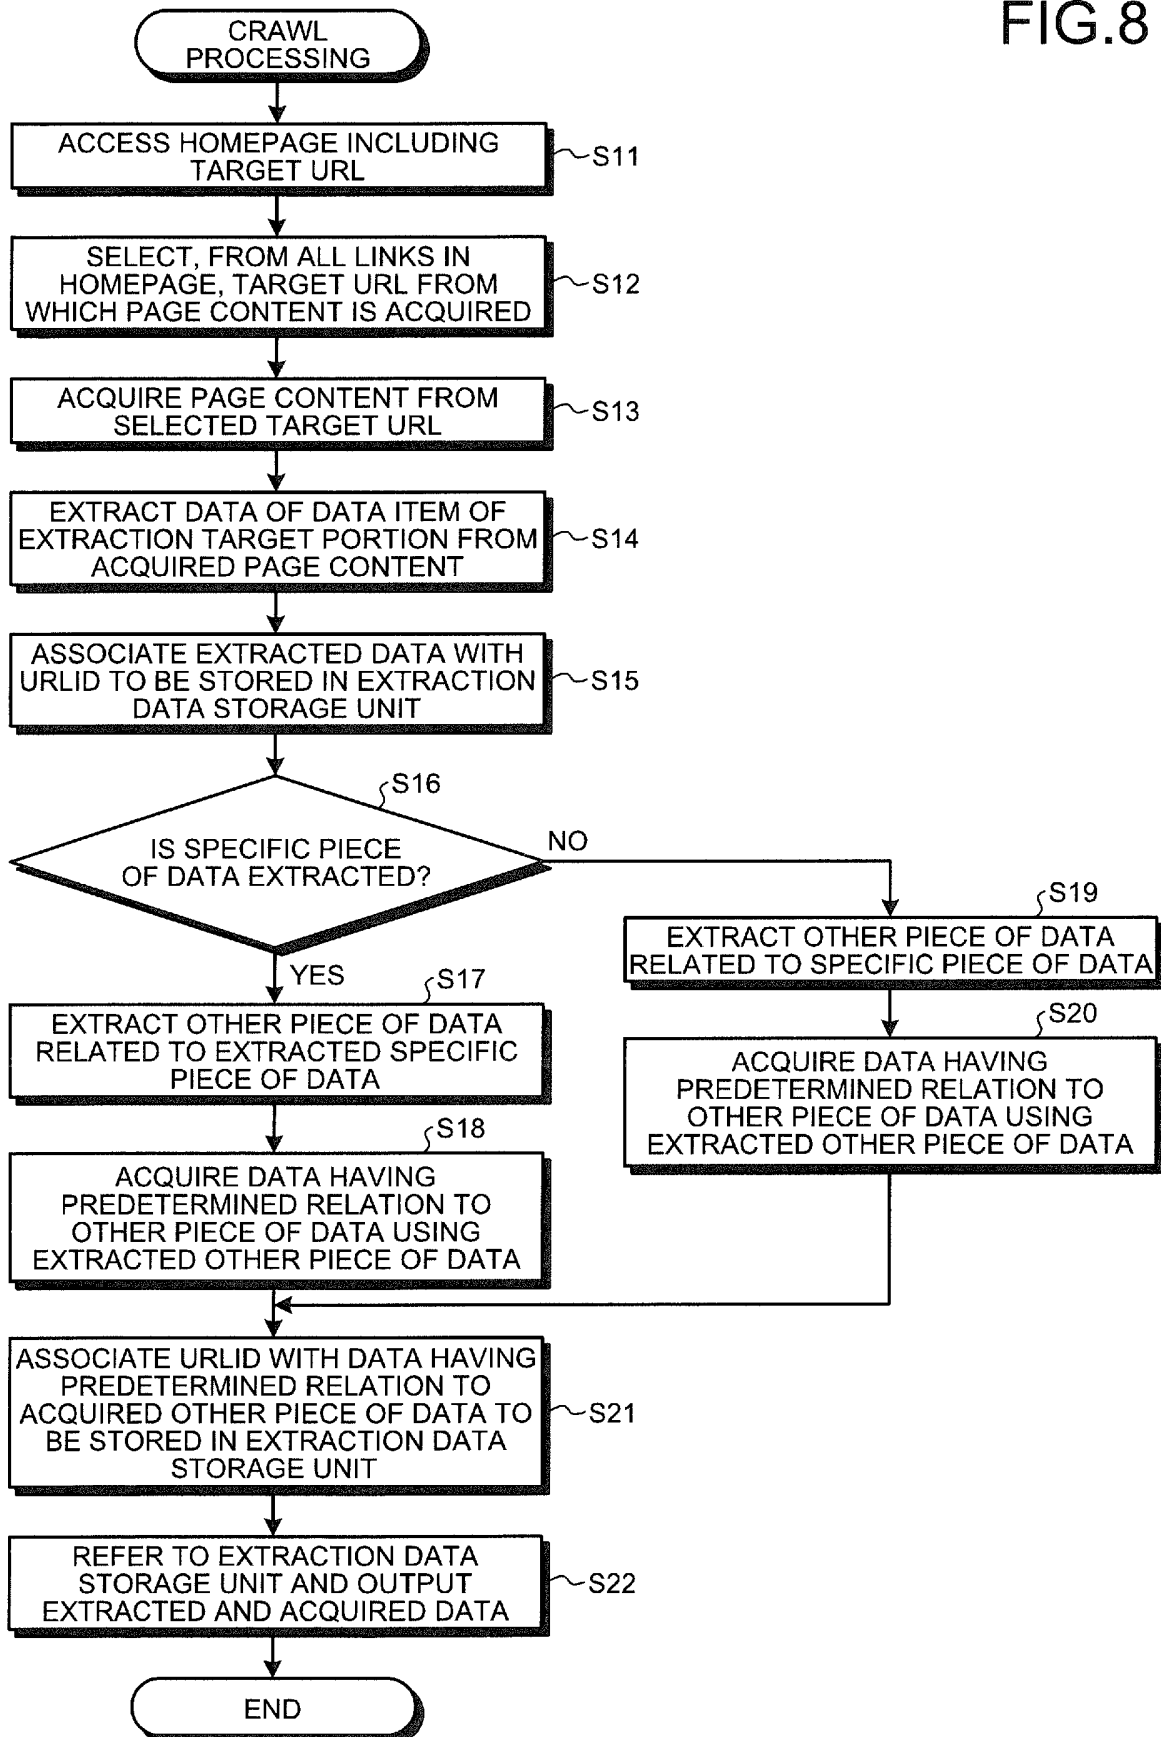 FIG.8
CRAWL
PROCESSING
ACCESS HOMEPAGE INCLUDING
TARGET URL
S11
SELECT, FROM ALL LINKS IN
HOMEPAGE, TARGET URL FROM
WHICH PAGE CONTENT IS ACQUIRED
S12
ACQUIRE PAGE CONTENT FROM
SELECTED TARGET URL
S13
EXTRACT DATA OF DATA ITEM OF
EXTRACTION TARGET PORTION FROM
ACQUIRED PAGE CONTENT
S14
ASSOCIATE EXTRACTED DATA WITH
URLID TO BE STORED IN EXTRACTION
DATA STORAGE UNIT
S15
S16
IS SPECIFIC PIECE
OF DATA EXTRACTED?
NO
YES
S17
EXTRACT OTHER PIECE OF DATA
RELATED TO EXTRACTED SPECIFIC
PIECE OF DATA
S18
ACQUIRE DATA HAVING
PREDETERMINED RELATION TO
OTHER PIECE OF DATA USING
EXTRACTED OTHER PIECE OF DATA
S19
EXTRACT OTHER PIECE OF DATA
RELATED TO SPECIFIC PIECE OF DATA
S20
ACQUIRE DATA HAVING
PREDETERMINED RELATION TO
OTHER PIECE OF DATA USING
EXTRACTED OTHER PIECE OF DATA
ASSOCIATE URLID WITH DATA HAVING
PREDETERMINED RELATION TO
ACQUIRED OTHER PIECE OF DATA TO
BE STORED IN EXTRACTION DATA
STORAGE UNIT
S21
REFER TO EXTRACTION DATA
STORAGE UNIT AND OUTPUT
EXTRACTED AND ACQUIRED DATA
S22
END